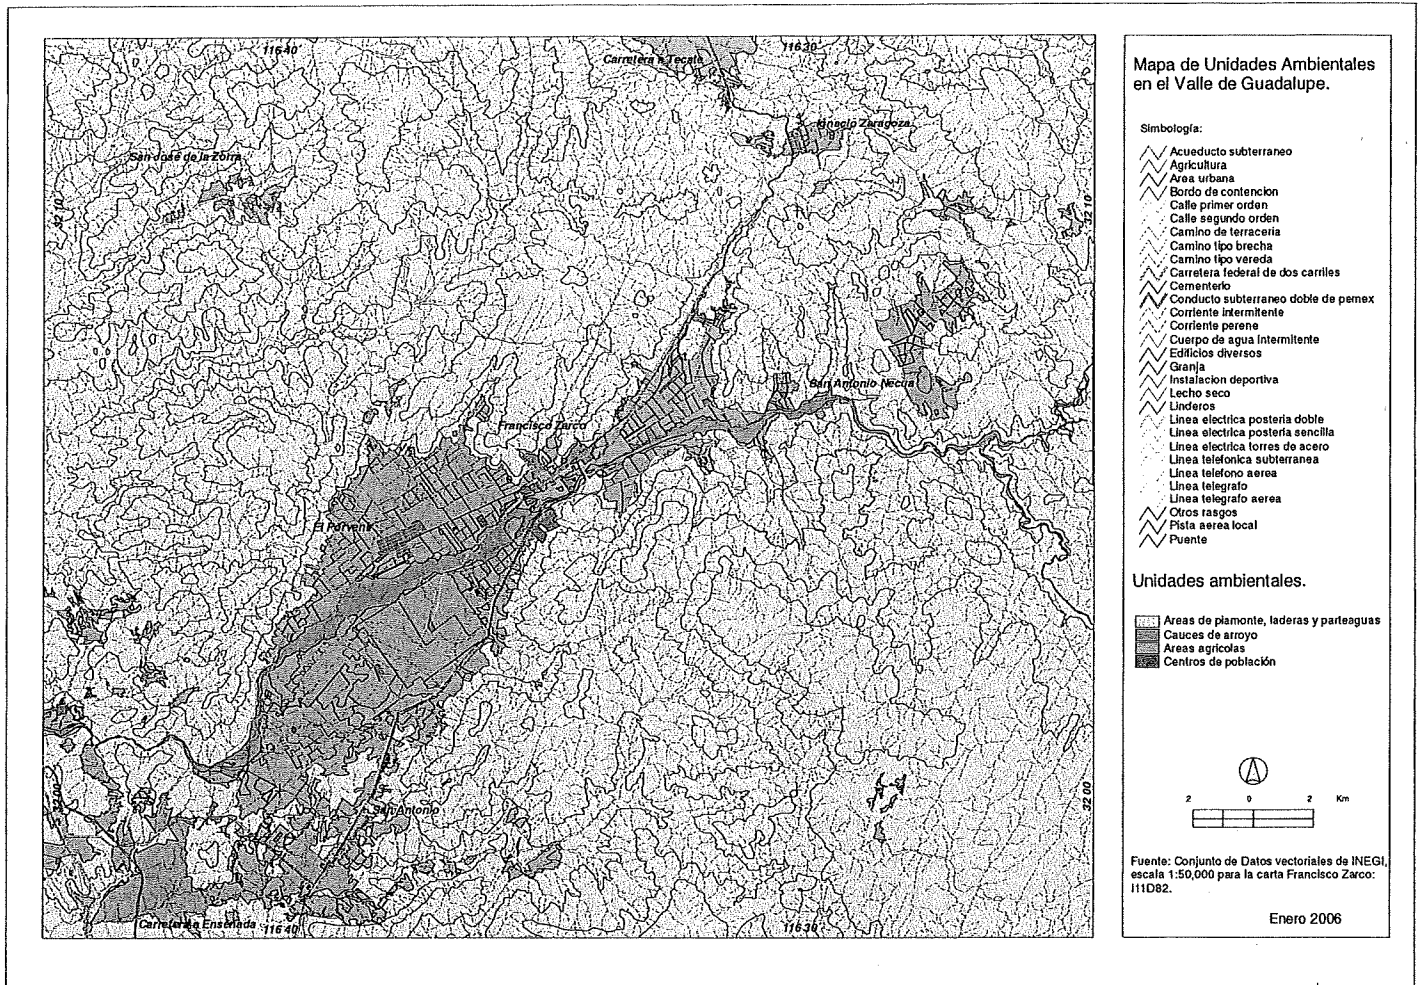 116 40
Carretera a Tecate
116 30
Ignacio Zaragoza
San José de la Zorra
32 10
32 10
San Antonio Necua
Francisco Zarco
El Porvenir
32 00
32 00
San Antonio
Carretera a Ensenada
116 40
116 30
Mapa de Unidades Ambientales
en el Valle de Guadalupe.
Simbología:
Acueducto subterraneo
Agricultura
Area urbana
Bordo de contencion
Calle primer orden
Calle segundo orden
Camino de terraceria
Camino tipo brecha
Camino tipo vereda
Carretera federal de dos carriles
Cementerio
Conducto subterraneo doble de pemex
Corriente intermitente
Corriente perene
Cuerpo de agua intermitente
Edificios diversos
Granja
Instalacion deportiva
Lecho seco
Linderos
Linea electrica posteria doble
Linea electrica posteria sencilla
Linea electrica torres de acero
Linea telefonica subterranea
Linea telefono aerea
Linea telegrafo
Linea telegrafo aerea
Otros rasgos
Pista aerea local
Puente
Unidades ambientales.
Areas de piamonte, laderas y parteaguas
Cauces de arroyo
Areas agricolas
Centros de población
2 0 2 Km
Fuente: Conjunto de Datos vectoriales de INEGI,
escala 1:50,000 para la carta Francisco Zarco:
I11D82.
Enero 2006